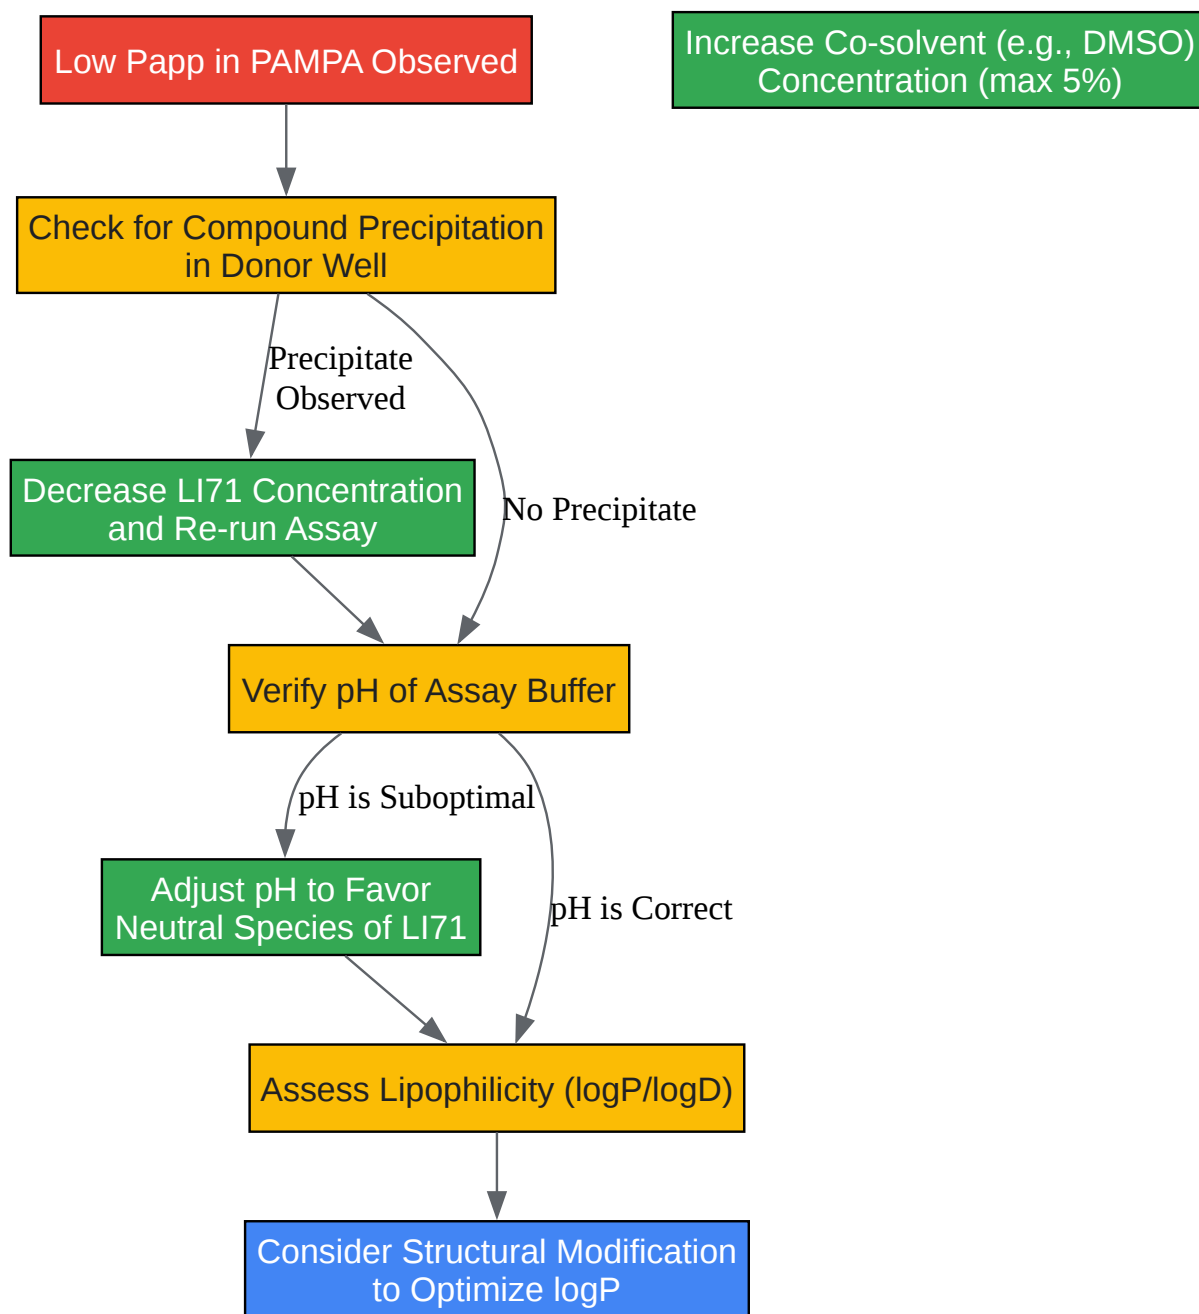 Low Papp in PAMPA Observed
Increase Co-solvent (e.g., DMSO)
Concentration (max 5%)
Check for Compound Precipitation
in Donor Well
Precipitate
Observed
Decrease LI71 Concentration
and Re-run Assay
No Precipitate
Verify pH of Assay Buffer
pH is Suboptimal
Adjust pH to Favor
Neutral Species of LI71
pH is Correct
Assess Lipophilicity (logP/logD)
Consider Structural Modification
to Optimize logP